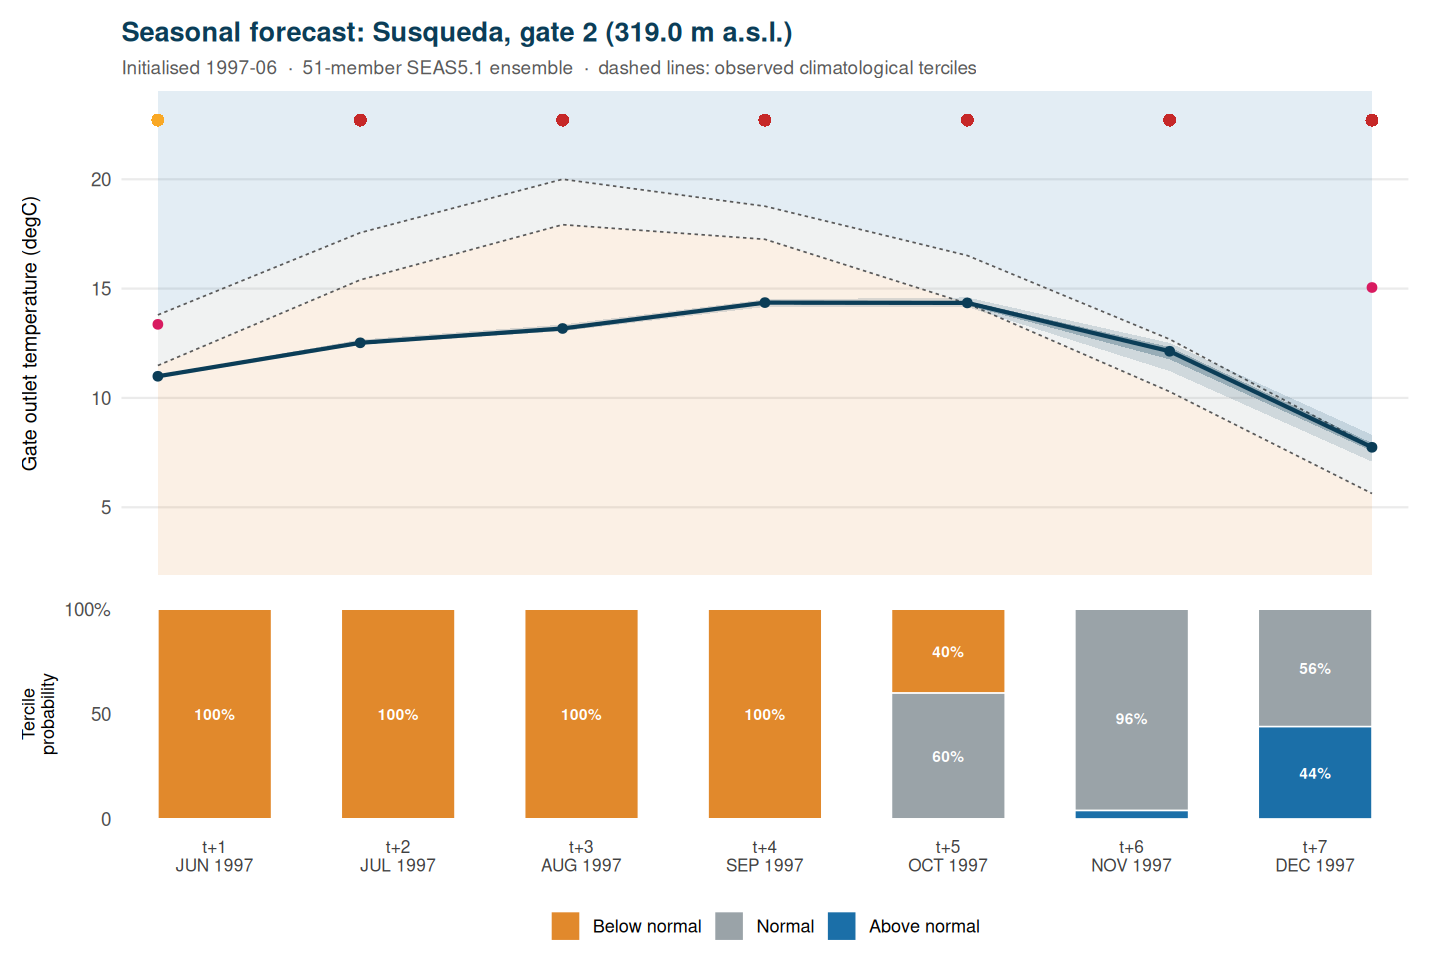 Seasonal forecast: Susqueda, gate 2 (319.0 m a.s.l.)
Initialised 1997-06 · 51-member SEAS5.1 ensemble · dashed lines: observed climatological terciles
Gate outlet temperature (degC)
20
15
10
5
Tercile
probability
100%
50
0
100%
100%
100%
100%
40%
60%
96%
56%
44%
t+1
JUN 1997
t+2
JUL 1997
t+3
AUG 1997
t+4
SEP 1997
t+5
OCT 1997
t+6
NOV 1997
t+7
DEC 1997
Below normal
Normal
Above normal